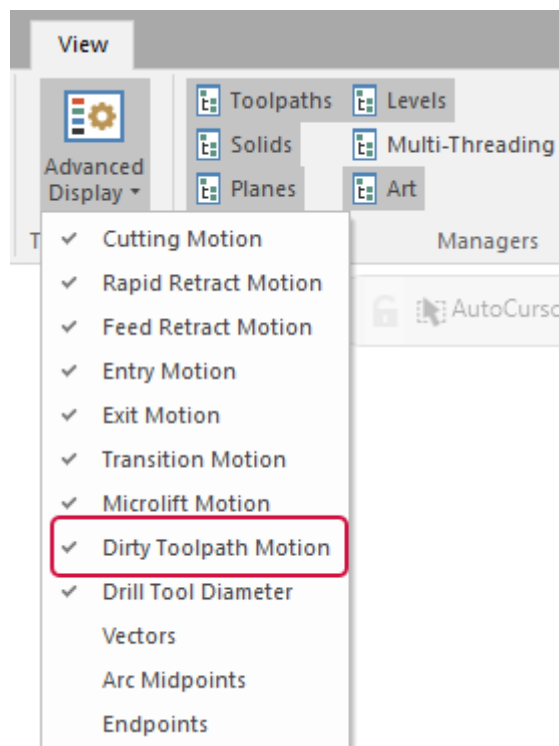 View
Toolpaths Levels
Solids Multi-Threading
Advanced
Display
Planes Art
T
Managers
Cutting Motion
Rapid Retract Motion
AutoCurso
Feed Retract Motion
Entry Motion
Exit Motion
Transition Motion
Microlift Motion
Dirty Toolpath Motion
Drill Tool Diameter
Vectors
Arc Midpoints
Endpoints